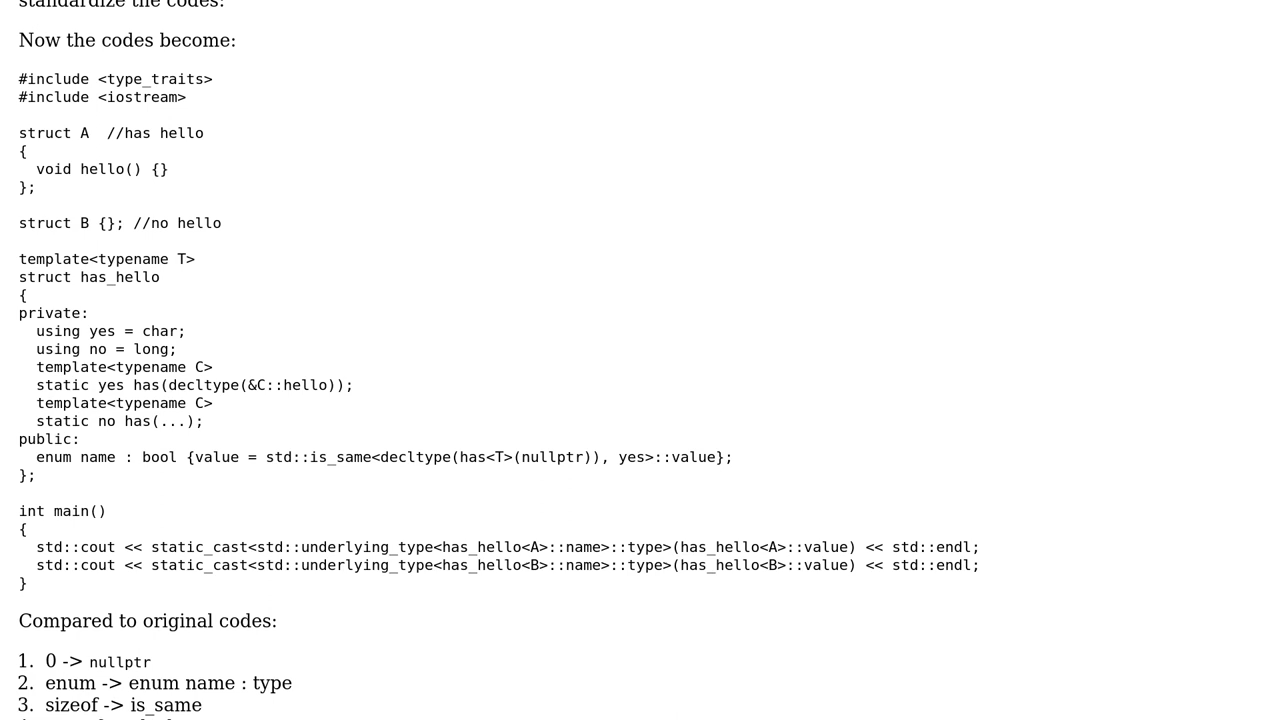 standardize the codes:
Now the codes become:
#include <type_traits>
#include <iostream>
struct A  //has hello
{
  void hello() {}
};
struct B {}; //no hello
template<typename T>
struct has_hello
{
private:
  using yes = char;
  using no = long;
  template<typename C>
  static yes has(decltype(&C::hello));
  template<typename C>
  static no has(...);
public:
  enum name : bool {value = std::is_same<decltype(has<T>(nullptr)), yes>::value};
};
int main()
{
  std::cout << static_cast<std::underlying_type<has_hello<A>::name>::type>(has_hello<A>::value) << std::endl;
  std::cout << static_cast<std::underlying_type<has_hello<B>::name>::type>(has_hello<B>::value) << std::endl;
}
Compared to original codes:
1. 0 -> nullptr
2. enum -> enum name : type
3. sizeof -> is_same